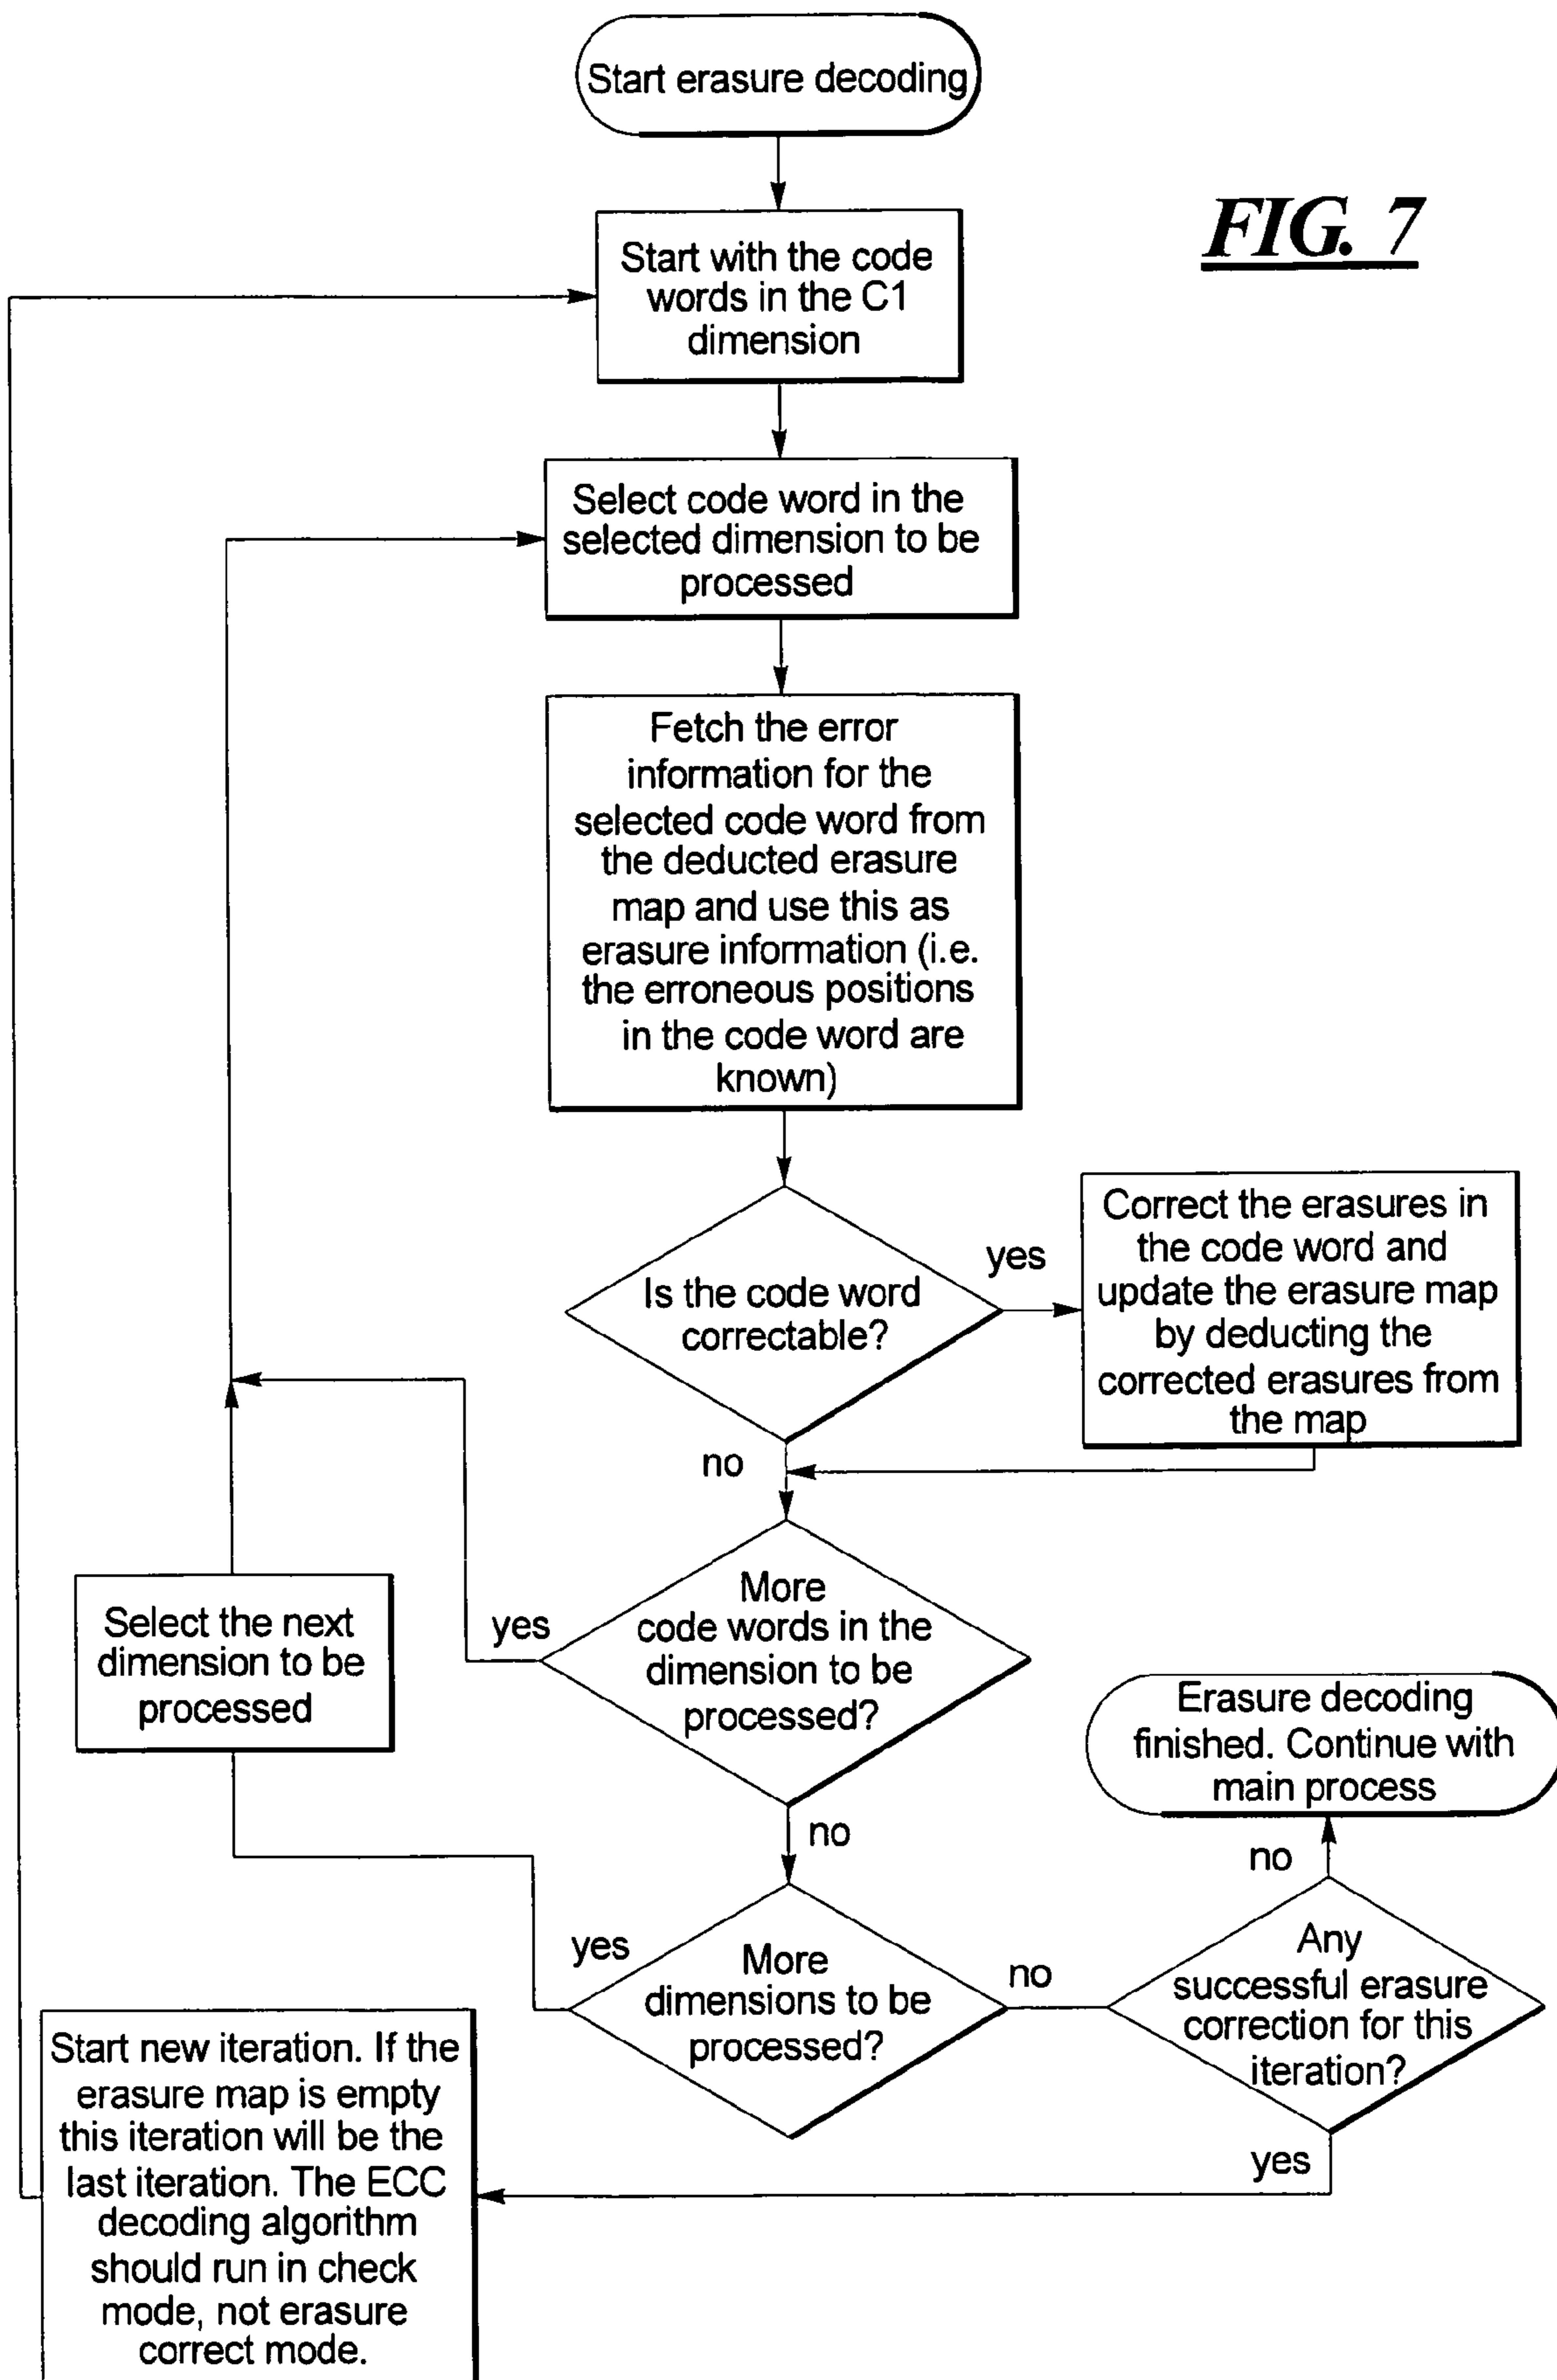 Start erasure decoding
FIG. 7
Start with the code
words in the C1
dimension
Select code word in the
selected dimension to be
processed
Fetch the error
information for the
selected code word from
the deducted erasure
map and use this as
erasure information (i.e.
the erroneous positions
in the code word are
known)
Is the code word
correctable?
yes
Correct the erasures in
the code word and
update the erasure map
by deducting the
corrected erasures from
the map
no
More
code words in the
dimension to be
processed?
yes
Select the next
dimension to be
processed
no
More
dimensions to be
processed?
yes
no
Any
successful erasure
correction for this
iteration?
no
Erasure decoding
finished. Continue with
main process
yes
Start new iteration. If the
erasure map is empty
this iteration will be the
last iteration. The ECC
decoding algorithm
should run in check
mode, not erasure
correct mode.